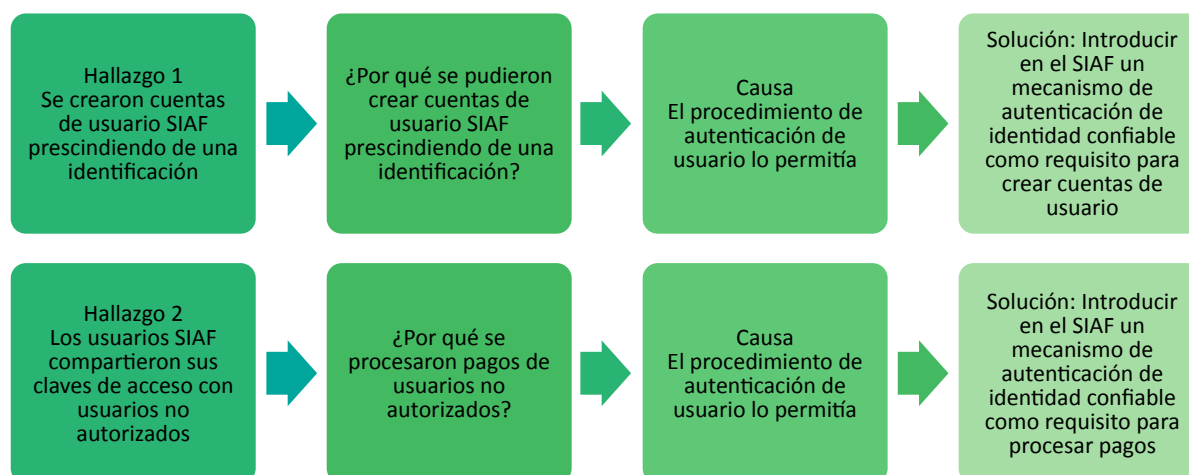 Hallazgo 1
Se crearon cuentas
de usuario SIAF
prescindiendo de una
identificación
¿Por qué se pudieron
crear cuentas de
usuario SIAF
prescindiendo de una
identificación?
Causa
El procedimiento de
autenticación de
usuario lo permitía
Solución: Introducir
en el SIAF un
mecanismo de
autenticación de
identidad confiable
como requisito para
crear cuentas de
usuario
Hallazgo 2
Los usuarios SIAF
compartieron sus
claves de acceso con
usuarios no
autorizados
¿Por qué se
procesaron pagos de
usuarios no
autorizados?
Causa
El procedimiento de
autenticación de
usuario lo permitía
Solución: Introducir
en el SIAF un
mecanismo de
autenticación de
identidad confiable
como requisito para
procesar pagos